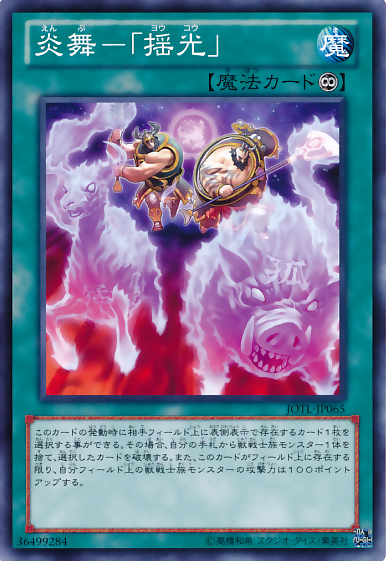 えん ぶ ヨウ コウ
炎舞－「揺光」
魔
【魔法カード】
孤
JOTL-JP065
このカードの発動時に相手フィールド上に表側表示で存在するカード1枚を
選択する事ができる。その場合、自分の手札から獣戦士族モンスター1体を
捨て、選択したカードを破壊する。また、このカードがフィールド上に存在する
限り、自分フィールド上の獣戦士族モンスターの攻撃力は100ポイント
アップする。
36499284
©高橋和希 スタジオ・ダイス/集英社